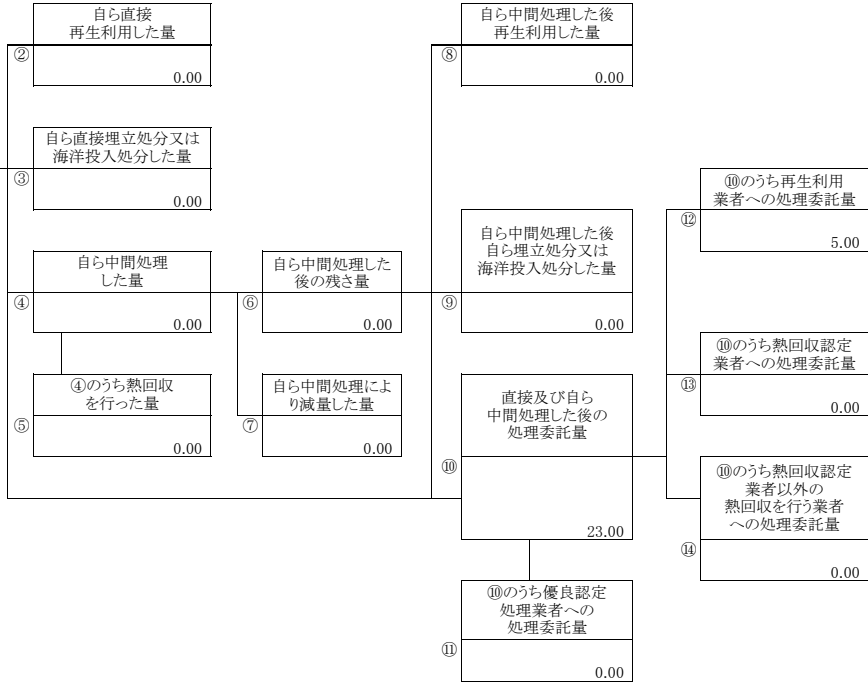 自ら直接
再生利用した量
②
0.00
自ら直接埋立処分又は
海洋投入処分した量
③
0.00
自ら中間処理
した量
④
0.00
④のうち熱回収
を行った量
⑤
0.00
自ら中間処理した
後の残さ量
⑥
0.00
自ら中間処理によ
り減量した量
⑦
0.00
自ら中間処理した後
再生利用した量
⑧
0.00
自ら中間処理した後
自ら埋立処分又は
海洋投入処分した量
⑨
0.00
直接及び自ら
中間処理した後の
処理委託量
⑩
23.00
⑩のうち優良認定
処理業者への
処理委託量
⑪
0.00
⑩のうち再生利用
業者への処理委託量
⑫
5.00
⑩のうち熱回収認定
業者への処理委託量
⑬
0.00
⑩のうち熱回収認定
業者以外の
熱回収を行う業者
への処理委託量
⑭
0.00